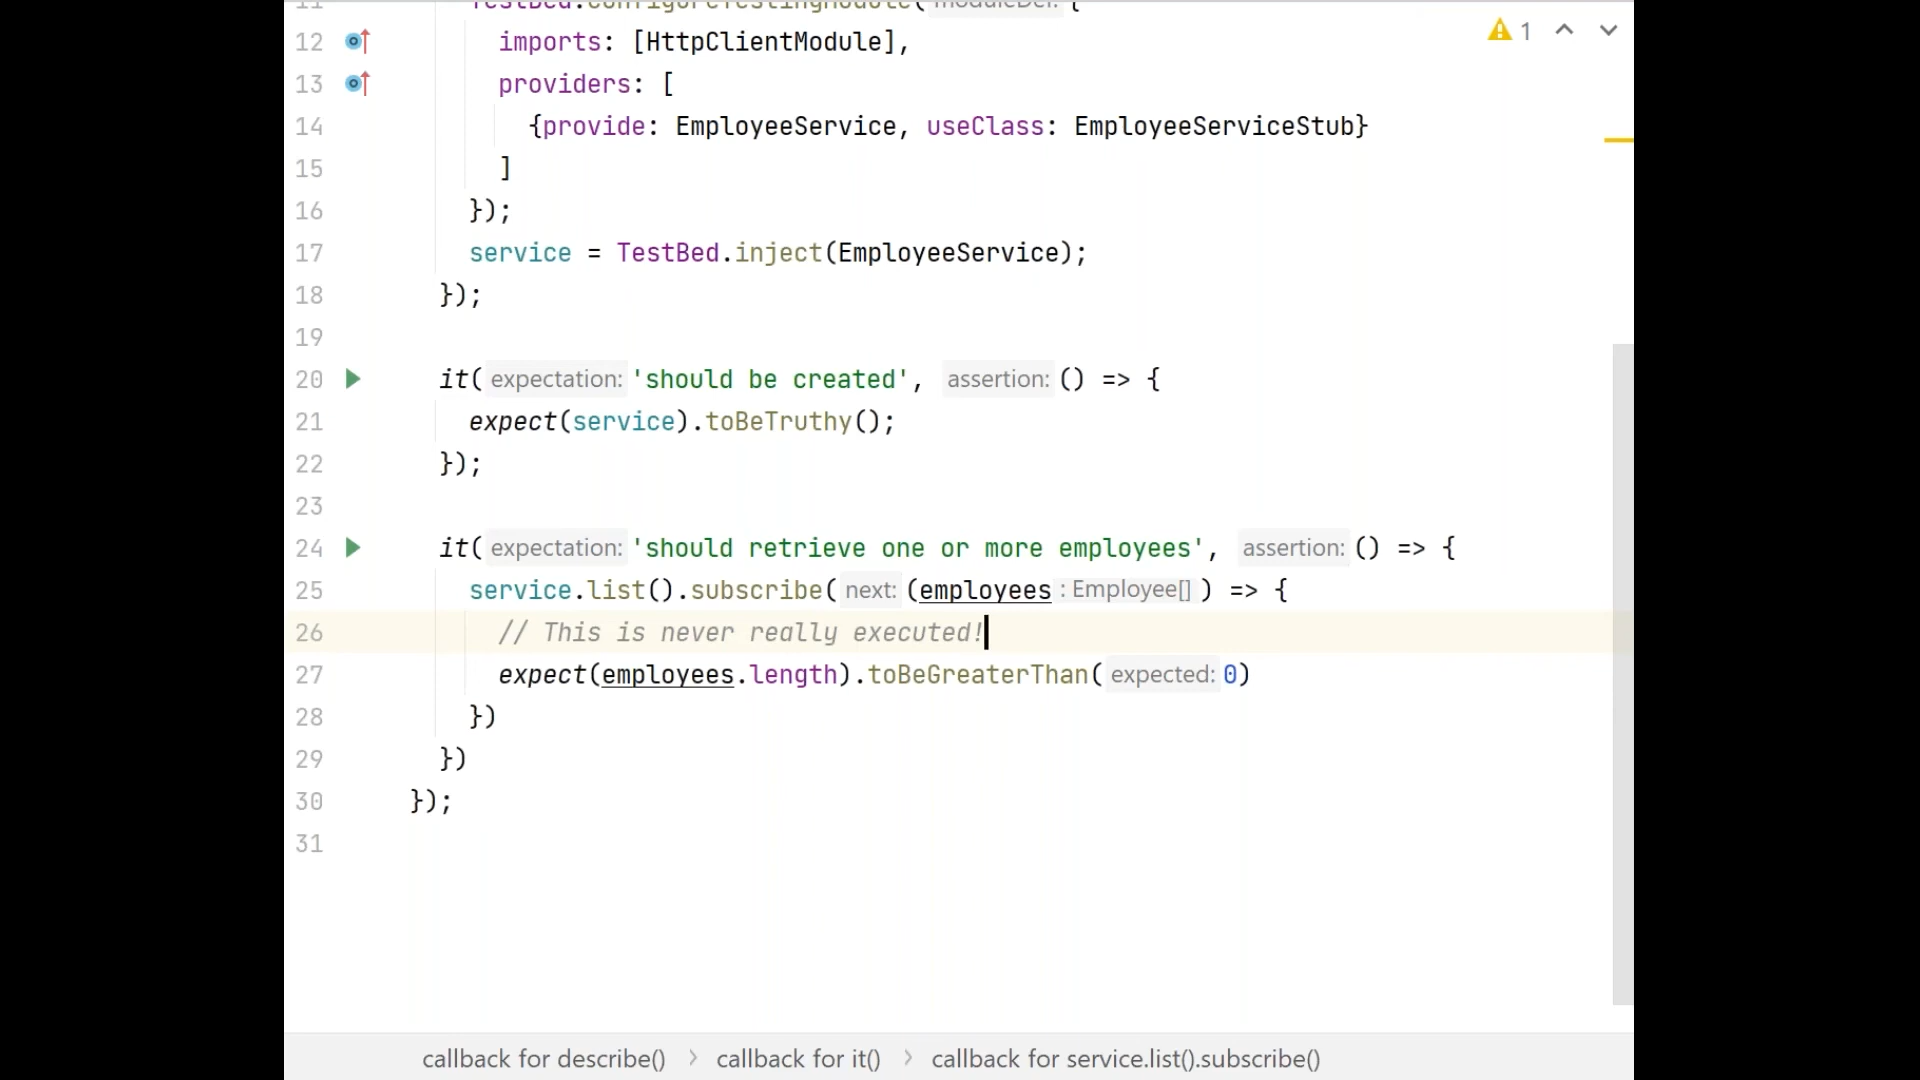 11 TestBed.configureTestingModule( moduleDef: {
12 imports: [HttpClientModule],
1
13 providers: [
14 {provide: EmployeeService, useClass: EmployeeServiceStub}
15 ]
16 });
17 service = TestBed.inject(EmployeeService);
18 });
19
20 it( expectation: 'should be created', assertion: () => {
21 expect(service).toBeTruthy();
22 });
23
24 it( expectation: 'should retrieve one or more employees', assertion: () => {
25 service.list().subscribe( next: (employees : Employee[] ) => {
26 // This is never really executed!
27 expect(employees.length).toBeGreaterThan( expected: 0)
28 })
29 })
30 });
31
callback for describe() › callback for it() › callback for service.list().subscribe()